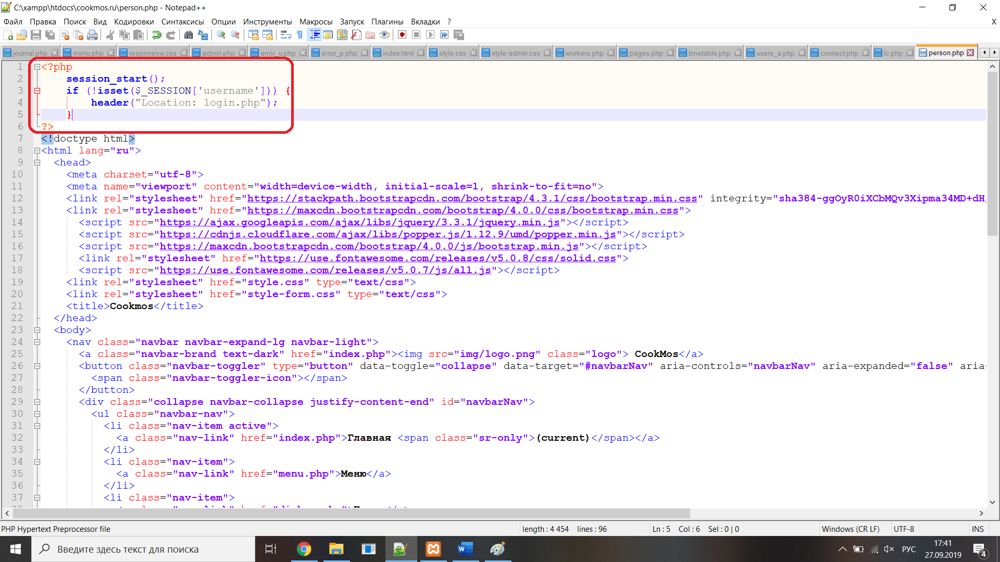 C:\xampp\htdocs\cookmos.ru\person.php - Notepad++
Файл Правка Поиск Вид Кодировки Синтаксисы Опции Инструменты Макросы Запуск Плагины Вкладки ? X
journal.php menu.php responsive.css admin.php error_u.php error_p.php index.html style.css style-admin.css workers.php pages.php timetable.php users_a.php connect.php lc.php person.php
1 <?php
2 session_start();
3 if (!isset($_SESSION['username'])) {
4 header("Location: login.php");
5 }
6 ?>
7 <!doctype html>
8 <html lang="ru">
9 <head>
10 <meta charset="utf-8">
11 <meta name="viewport" content="width=device-width, initial-scale=1, shrink-to-fit=no">
12 <link rel="stylesheet" href="https://stackpath.bootstrapcdn.com/bootstrap/4.3.1/css/bootstrap.min.css" integrity="sha384-ggOyR0iXCbMQv3Xipma34MD+dH/
13 <link rel="stylesheet" href="https://maxcdn.bootstrapcdn.com/bootstrap/4.0.0/css/bootstrap.min.css">
14 <script src="https://ajax.googleapis.com/ajax/libs/jquery/3.3.1/jquery.min.js"></script>
15 <script src="https://cdnjs.cloudflare.com/ajax/libs/popper.js/1.12.9/umd/popper.min.js"></script>
16 <script src="https://maxcdn.bootstrapcdn.com/bootstrap/4.0.0/js/bootstrap.min.js"></script>
17 <link rel="stylesheet" href="https://use.fontawesome.com/releases/v5.0.8/css/solid.css">
18 <script src="https://use.fontawesome.com/releases/v5.0.7/js/all.js"></script>
19 <link rel="stylesheet" href="style.css" type="text/css">
20 <link rel="stylesheet" href="style-form.css" type="text/css">
21 <title>Cookmos</title>
22 </head>
23 <body>
24 <nav class="navbar navbar-expand-lg navbar-light">
25 <a class="navbar-brand text-dark" href="index.php"><img src="img/logo.png" class="logo"> CookMos</a>
26 <button class="navbar-toggler" type="button" data-toggle="collapse" data-target="#navbarNav" aria-controls="navbarNav" aria-expanded="false" aria-
27 <span class="navbar-toggler-icon"></span>
28 </button>
29 <div class="collapse navbar-collapse justify-content-end" id="navbarNav">
30 <ul class="navbar-nav">
31 <li class="nav-item active">
32 <a class="nav-link" href="index.php">Главная <span class="sr-only">(current)</span></a>
33 </li>
34 <li class="nav-item">
35 <a class="nav-link" href="menu.php">Меню</a>
36 </li>
37 <li class="nav-item">
PHP Hypertext Preprocessor file length : 4 454 lines : 96 Ln : 5 Col : 6 Sel : 0 | 0 Windows (CR LF) UTF-8 INS
Введите здесь текст для поиска РУС 17:41
27.09.2019 4